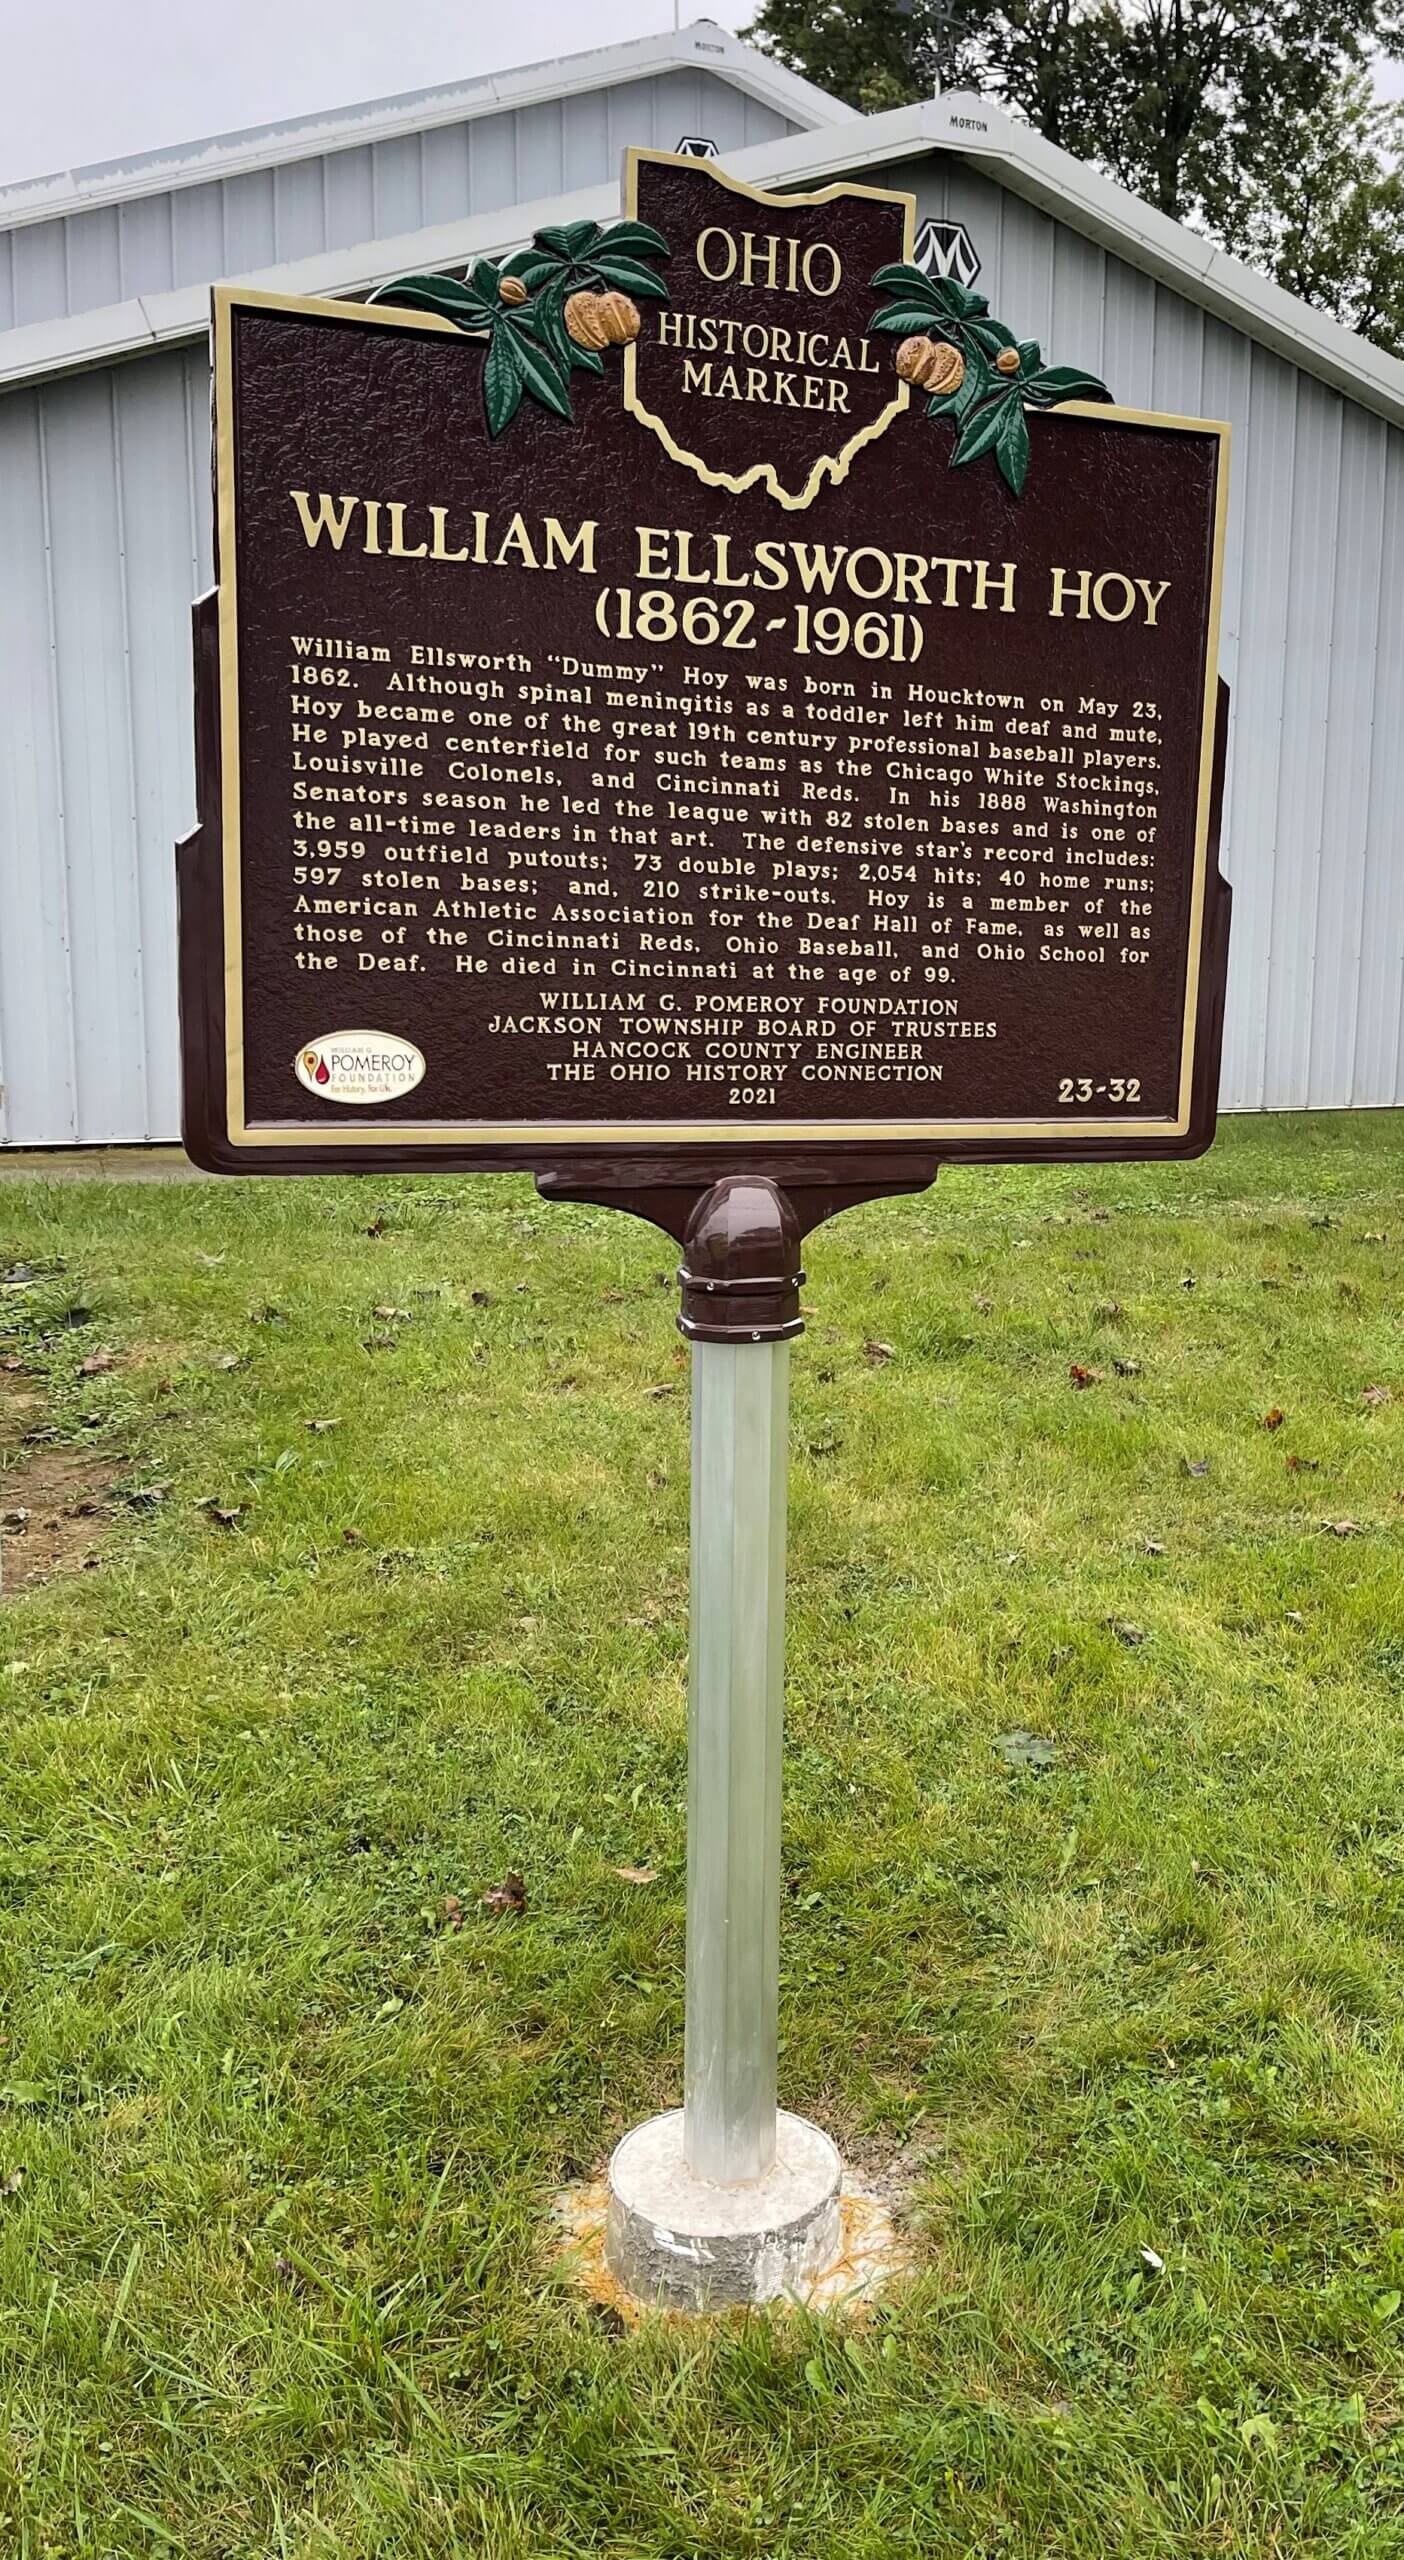 MORTON
MORTON
OHIO
HISTORICAL
MARKER
WILLIAM ELLSWORTH HOY
(1862-1961)
William Ellsworth "Dummy" Hoy was born in Houcktown on May 23,
1862. Although spinal meningitis as a toddler left him deaf and mute,
Hoy became one of the great 19th century professional baseball players.
He played centerfield for such teams as the Chicago White Stockings,
Louisville Colonels, and Cincinnati Reds. In his 1888 Washington
Senators season he led the league with 82 stolen bases and is one of
the all-time leaders in that art. The defensive star's record includes:
3,959 outfield putouts; 73 double plays; 2,054 hits; 40 home runs;
597 stolen bases; and, 210 strike-outs. Hoy is a member of the
American Athletic Association for the Deaf Hall of Fame, as well as
those of the Cincinnati Reds, Ohio Baseball, and Ohio School for
the Deaf. He died in Cincinnati at the age of 99.
WILLIAM G. POMEROY FOUNDATION
JACKSON TOWNSHIP BOARD OF TRUSTEES
HANCOCK COUNTY ENGINEER
THE OHIO HISTORY CONNECTION
2021
WILLIAM G.
POMEROY
FOUNDATION
For History. For Life.
23-32